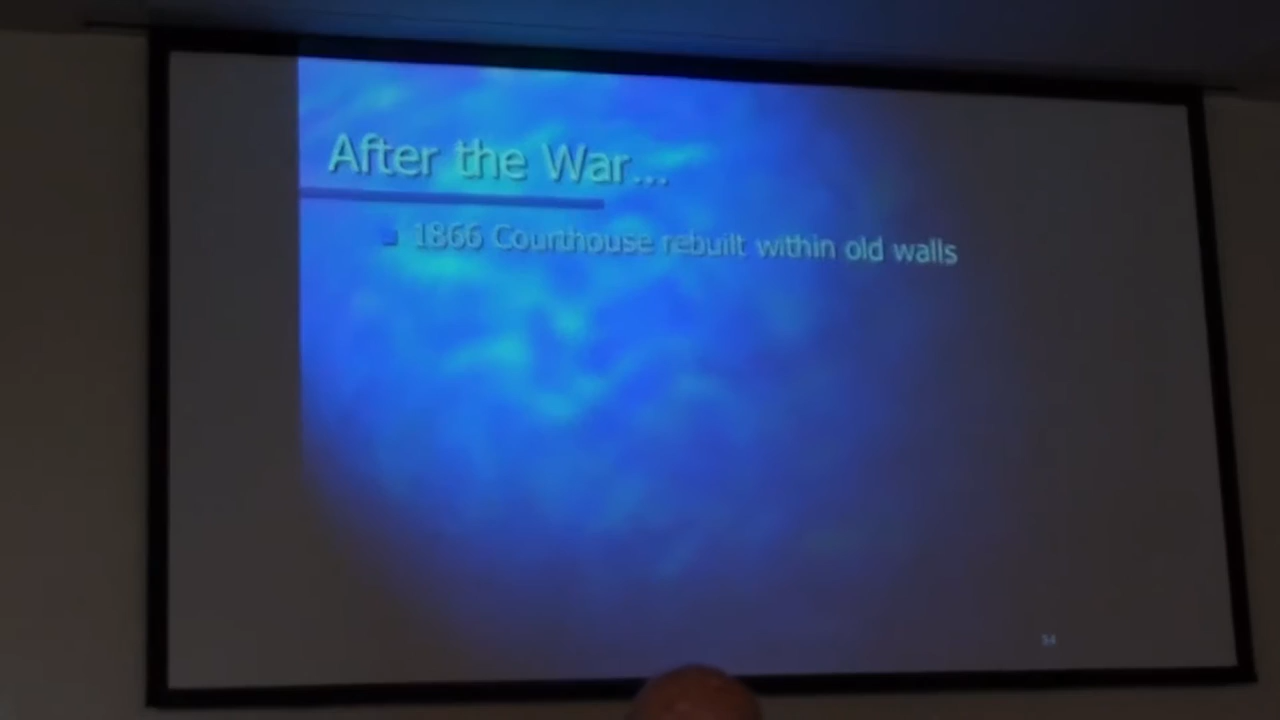 After the War...
1866 Courthouse rebuilt within old walls